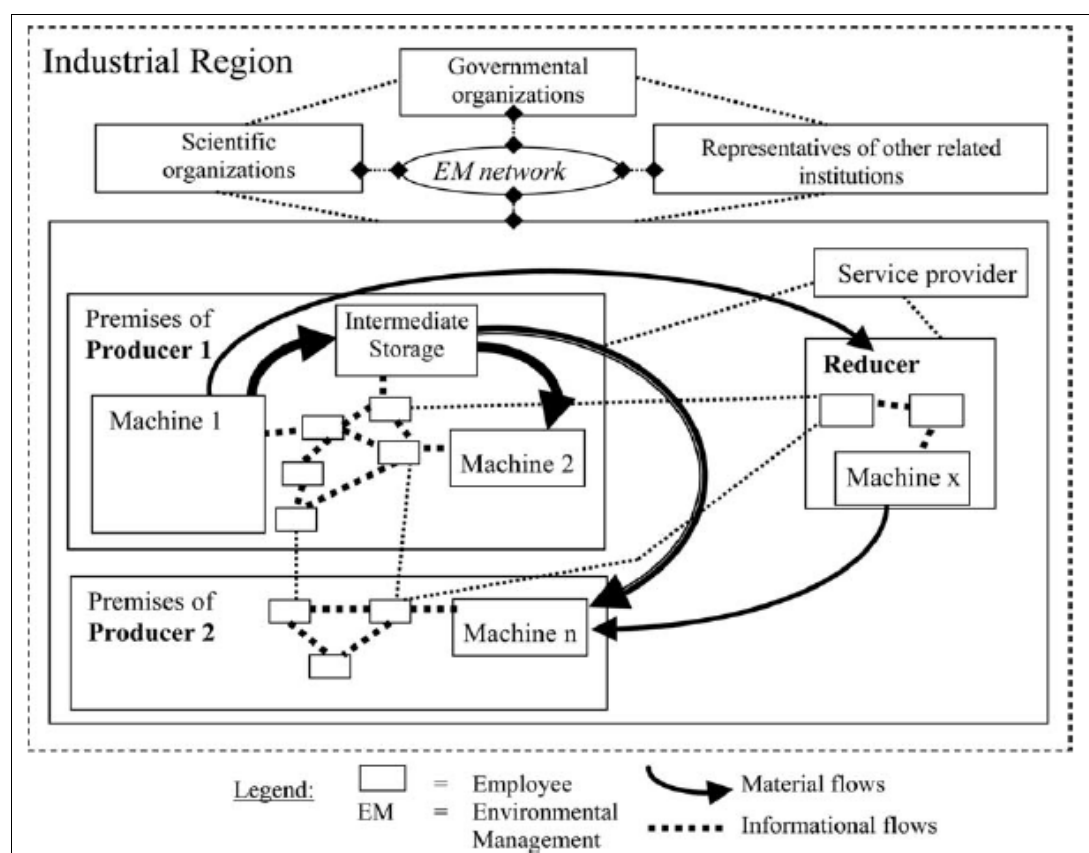 Industrial Region
Governmental
organizations
Scientific
organizations
EM network
Representatives of other related
institutions
Service provider
Premises of
Producer 1
Intermediate
Storage
Reducer
Machine 1
Machine 2
Machine x
Premises of
Producer 2
Machine n
Legend:
= Employee
EM = Environmental
Management
Material flows
Informational flows